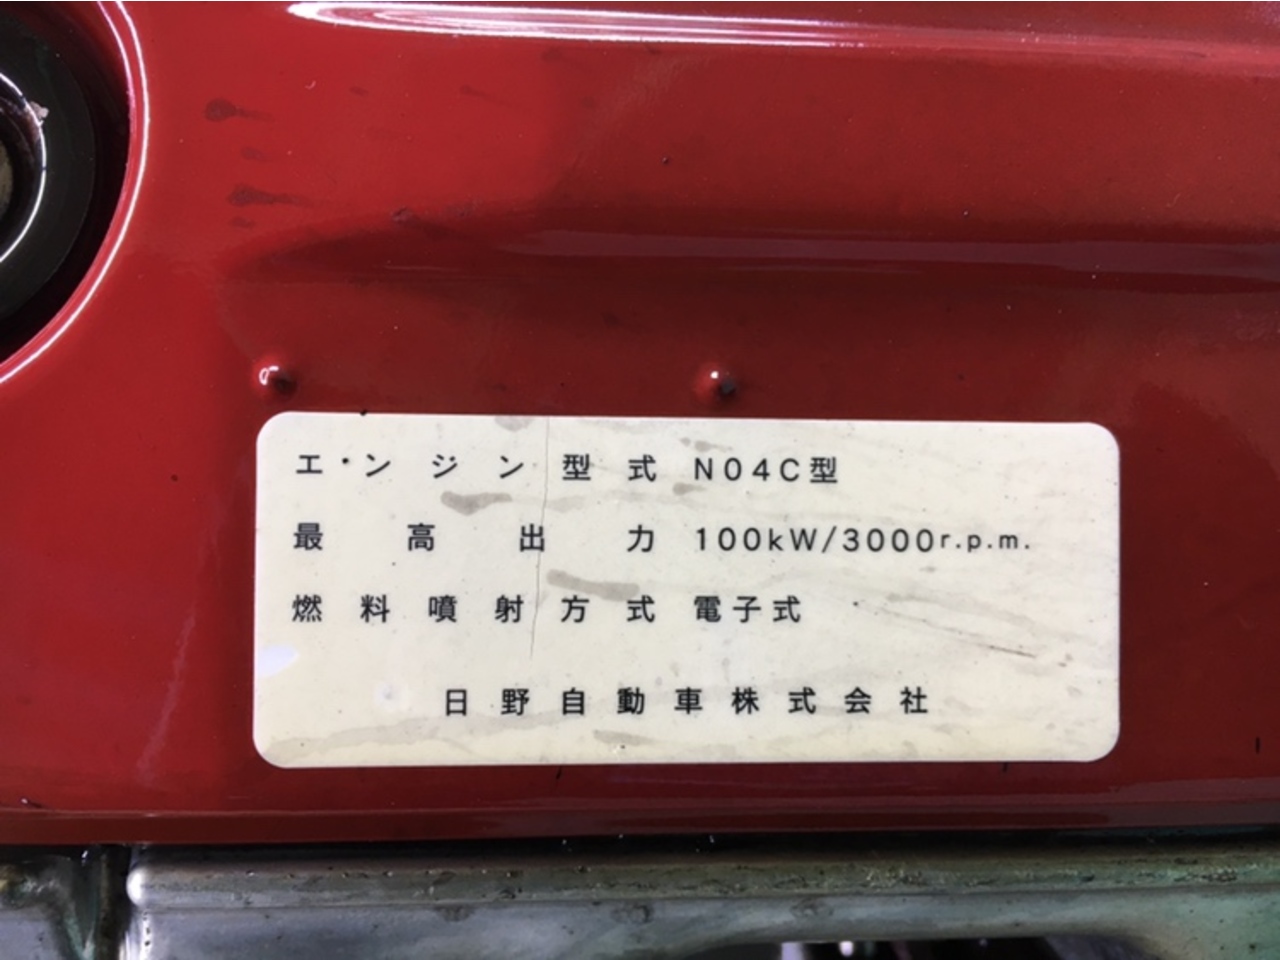 エンジン型式 N04C型
最高出力 100kW/3000r.p.m.
燃料噴射方式 電子式
日野自動車株式会社